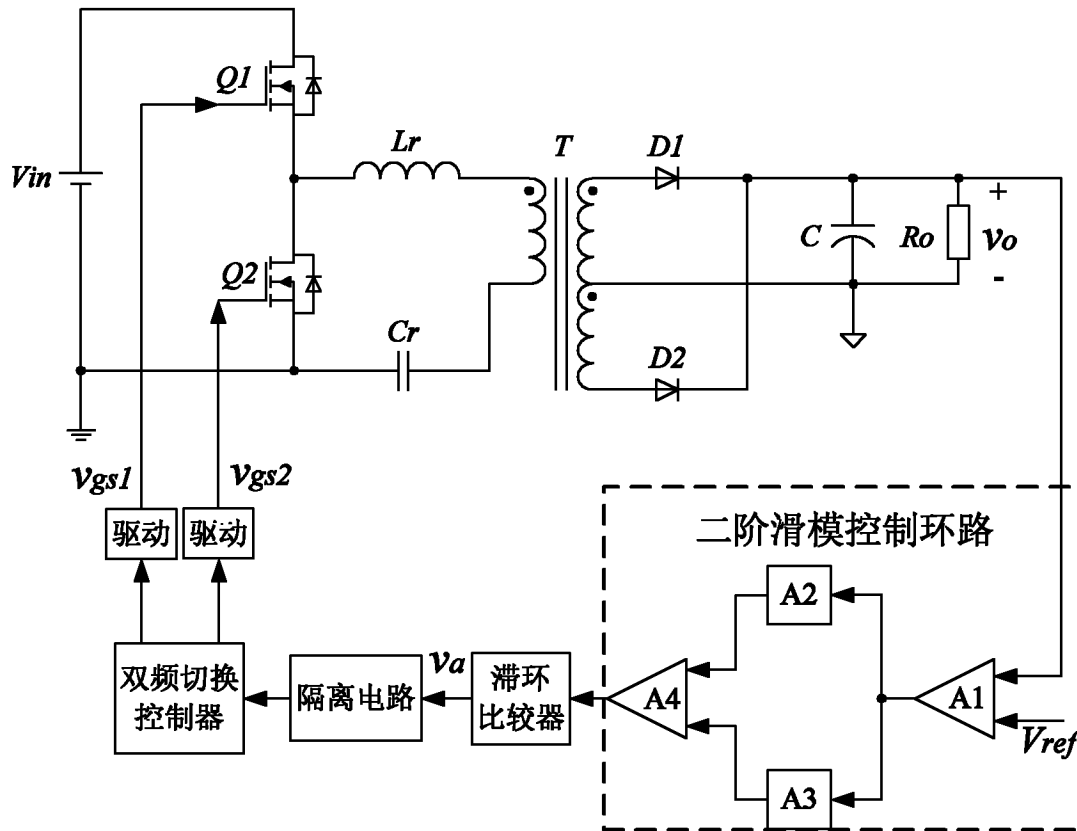 Q1
Lr
T
D1
Vin
Q2
C
Ro
+
vo
-
Cr
D2
vgs1
vgs2
驱动
驱动
二阶滑模控制环路
A2
双频切换
控制器
隔离电路
va
滞环
比较器
A4
A1
Vref
A3